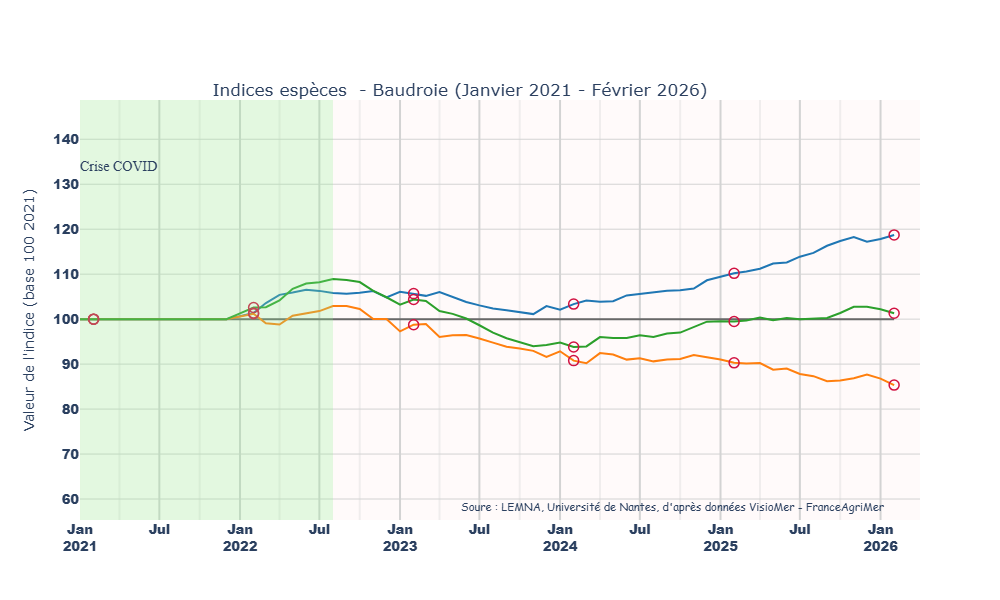 Indices espèces  - Baudroie (Janvier 2021 - Février 2026)
Valeur de l'indice (base 100 2021)
140
Crise COVID
130
120
110
100
90
80
70
60
Soure : LEMNA, Université de Nantes, d'après données VisioMer - FranceAgriMer
Jan Jul Jan Jul Jan Jul Jan Jul Jan Jul Jan
2021 2022 2023 2024 2025 2026